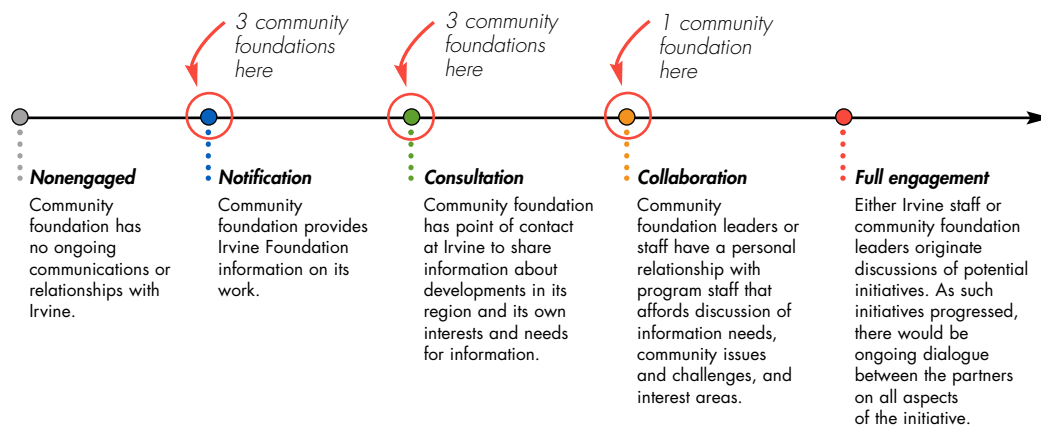 3 community
foundations
here
3 community
foundations
here
1 community
foundation
here
Nonengaged
Community
foundation has
no ongoing
communications or
relationships with
Irvine.
Notification
Community
foundation provides
Irvine Foundation
information on its
work.
Consultation
Community foundation
has point of contact
at Irvine to share
information about
developments in its
region and its own
interests and needs
for information.
Collaboration
Community
foundation leaders or
staff have a personal
relationship with
program staff that
affords discussion of
information needs,
community issues
and challenges, and
interest areas.
Full engagement
Either Irvine staff or
community foundation
leaders originate
discussions of potential
initiatives. As such
initiatives progressed,
there would be
ongoing dialogue
between the partners
on all aspects
of the initiative.